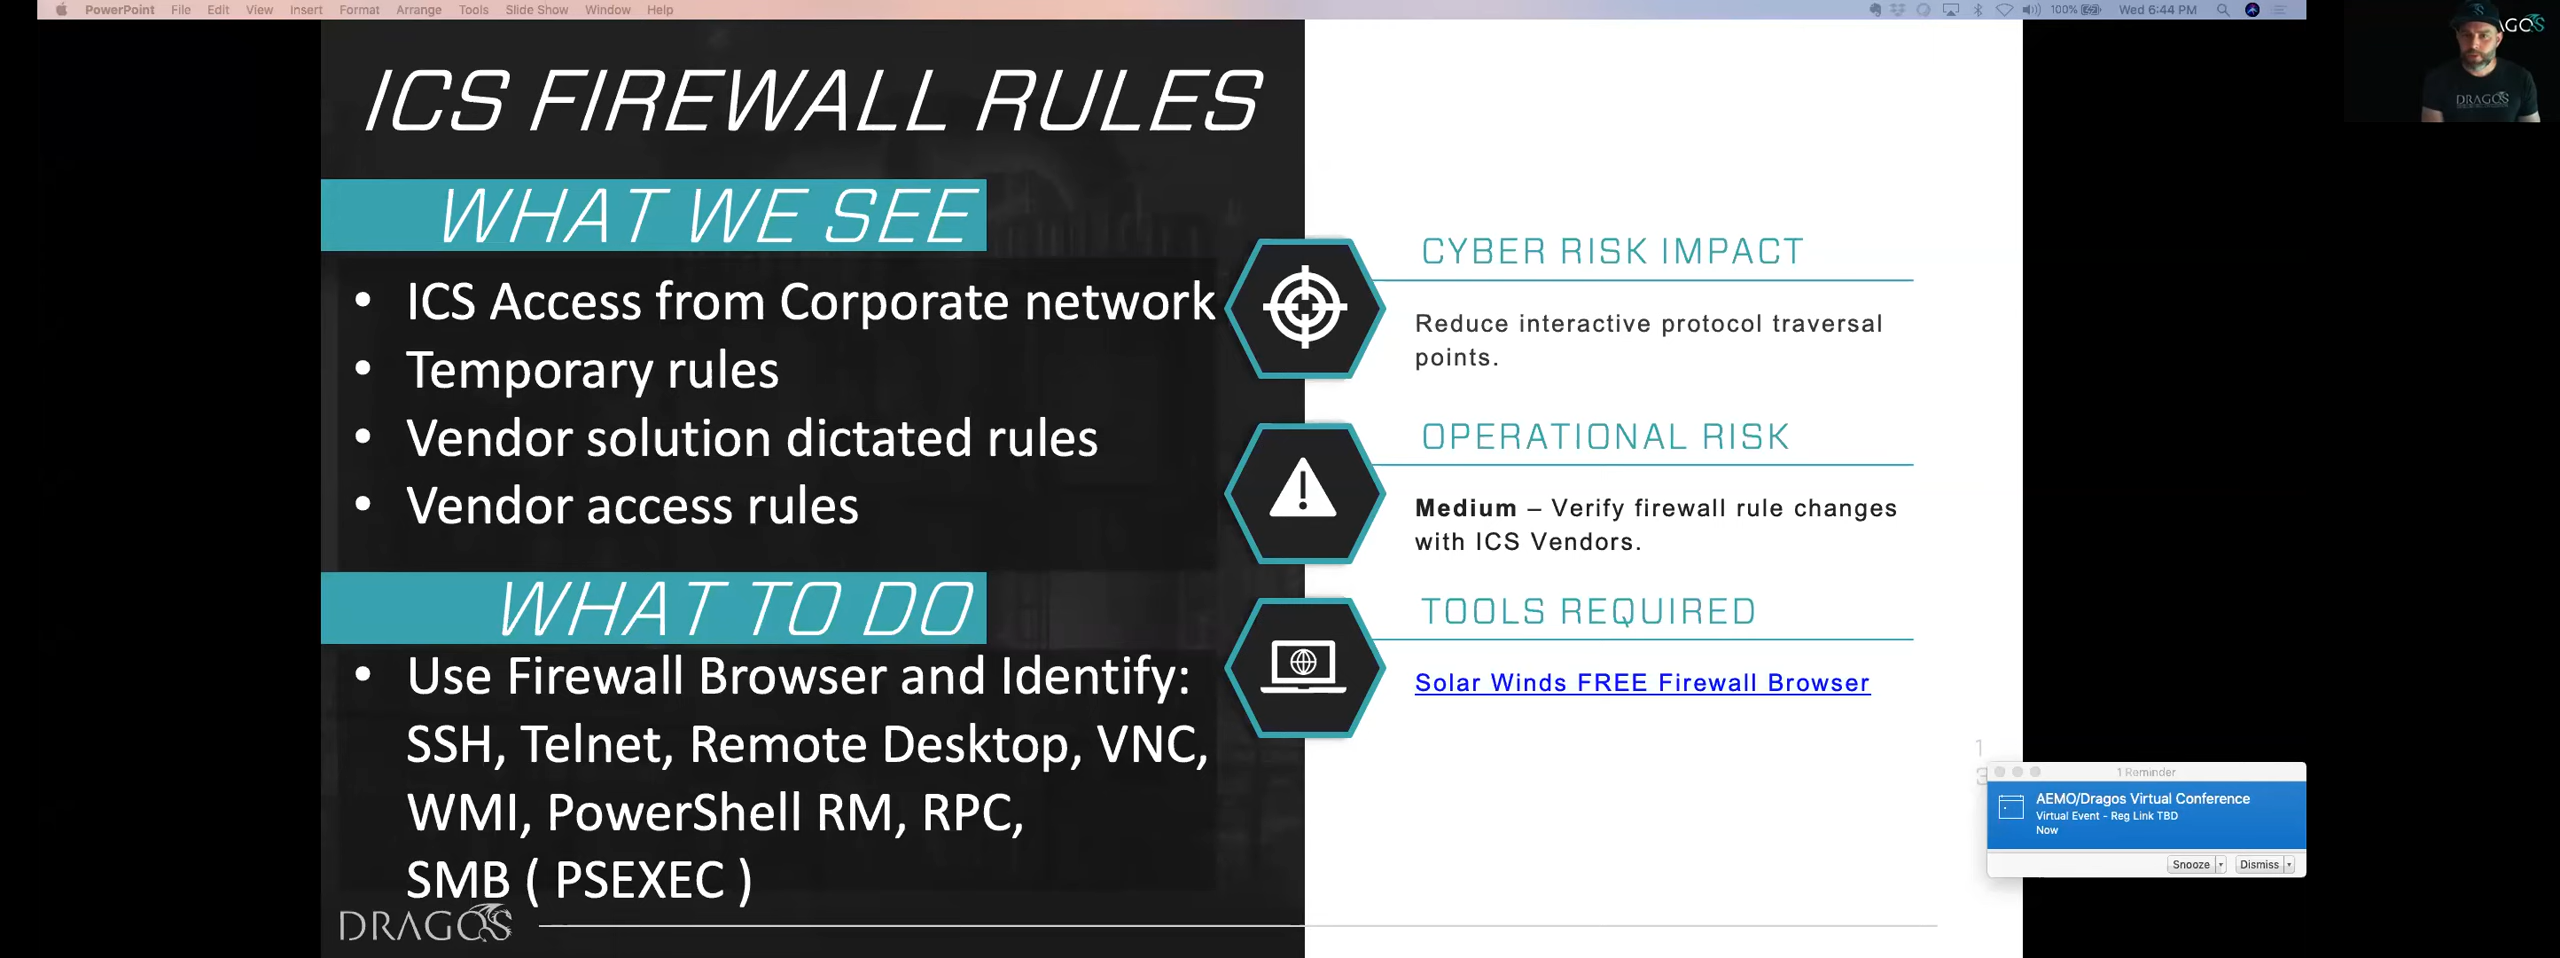 PowerPoint File Edit View Insert Format Arrange Tools Slide Show Window Help
100% Wed 6:44 PM
ICS FIREWALL RULES
WHAT WE SEE
• ICS Access from Corporate network
• Temporary rules
• Vendor solution dictated rules
• Vendor access rules
WHAT TO DO
• Use Firewall Browser and Identify:
SSH, Telnet, Remote Desktop, VNC,
WMI, PowerShell RM, RPC,
SMB ( PSEXEC )
DRAGOS
CYBER RISK IMPACT
Reduce interactive protocol traversal
points.
OPERATIONAL RISK
Medium – Verify firewall rule changes
with ICS Vendors.
TOOLS REQUIRED
Solar Winds FREE Firewall Browser
1
3
1 Reminder
AEMO/Dragos Virtual Conference
Virtual Event - Reg Link TBD
Now
Snooze Dismiss
AGOS
DRAGOS